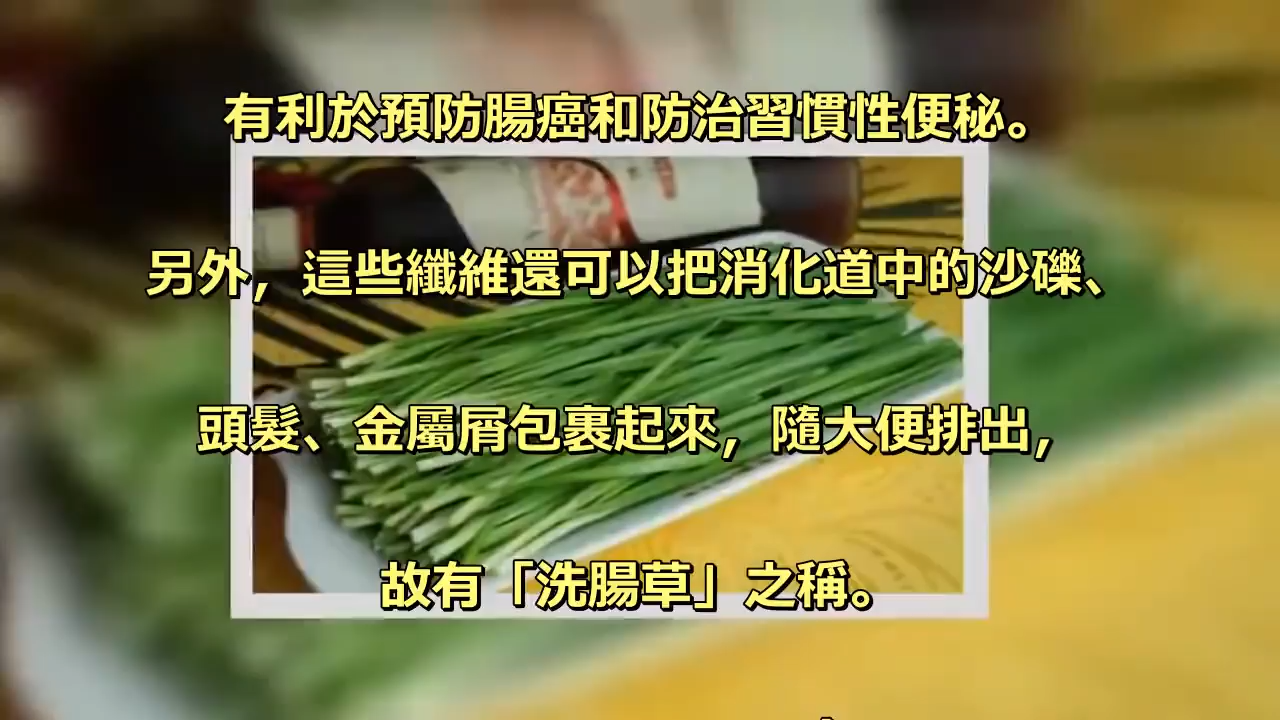 有利於預防腸癌和防治習慣性便秘。
另外，這些纖維還可以把消化道中的沙礫、
頭髮、金屬屑包裹起來，隨大便排出，
故有「洗腸草」之稱。